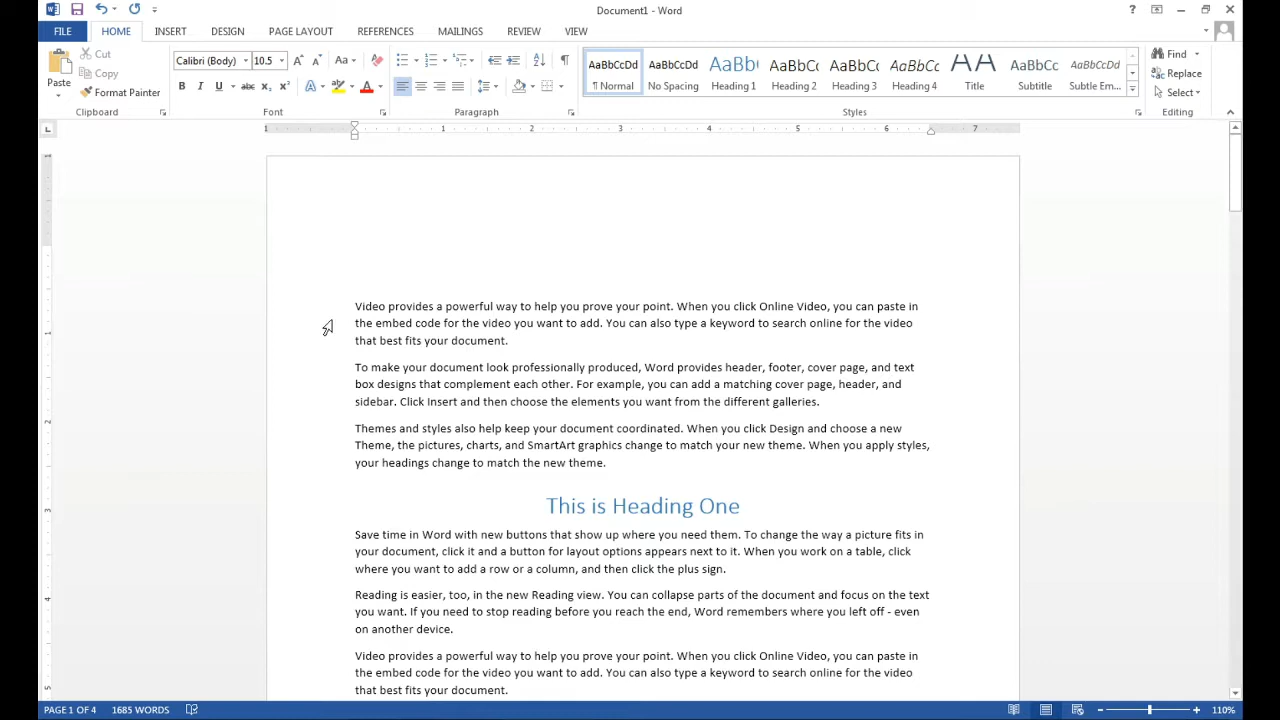 Document1 - Word
?
FILE HOME INSERT DESIGN PAGE LAYOUT REFERENCES MAILINGS REVIEW VIEW
Paste
Cut
Copy
Format Painter
Clipboard
Calibri (Body) 10.5
Font
Paragraph
AaBbCcDd AaBbCcDd AaBb( AaBbCc AaBbCc AaBbCc AA AaBbCc AaBbCcDd
¶ Normal No Spacing Heading 1 Heading 2 Heading 3 Heading 4 Title Subtitle Subtle Em...
Styles
Find
Replace
Select
Editing
1 1 2 3 4 5 6 7
Video provides a powerful way to help you prove your point. When you click Online Video, you can paste in
the embed code for the video you want to add. You can also type a keyword to search online for the video
that best fits your document.
To make your document look professionally produced, Word provides header, footer, cover page, and text
box designs that complement each other. For example, you can add a matching cover page, header, and
sidebar. Click Insert and then choose the elements you want from the different galleries.
Themes and styles also help keep your document coordinated. When you click Design and choose a new
Theme, the pictures, charts, and SmartArt graphics change to match your new theme. When you apply styles,
your headings change to match the new theme.
This is Heading One
Save time in Word with new buttons that show up where you need them. To change the way a picture fits in
your document, click it and a button for layout options appears next to it. When you work on a table, click
where you want to add a row or a column, and then click the plus sign.
Reading is easier, too, in the new Reading view. You can collapse parts of the document and focus on the text
you want. If you need to stop reading before you reach the end, Word remembers where you left off - even
on another device.
Video provides a powerful way to help you prove your point. When you click Online Video, you can paste in
the embed code for the video you want to add. You can also type a keyword to search online for the video
that best fits your document.
PAGE 1 OF 4 1685 WORDS 110%